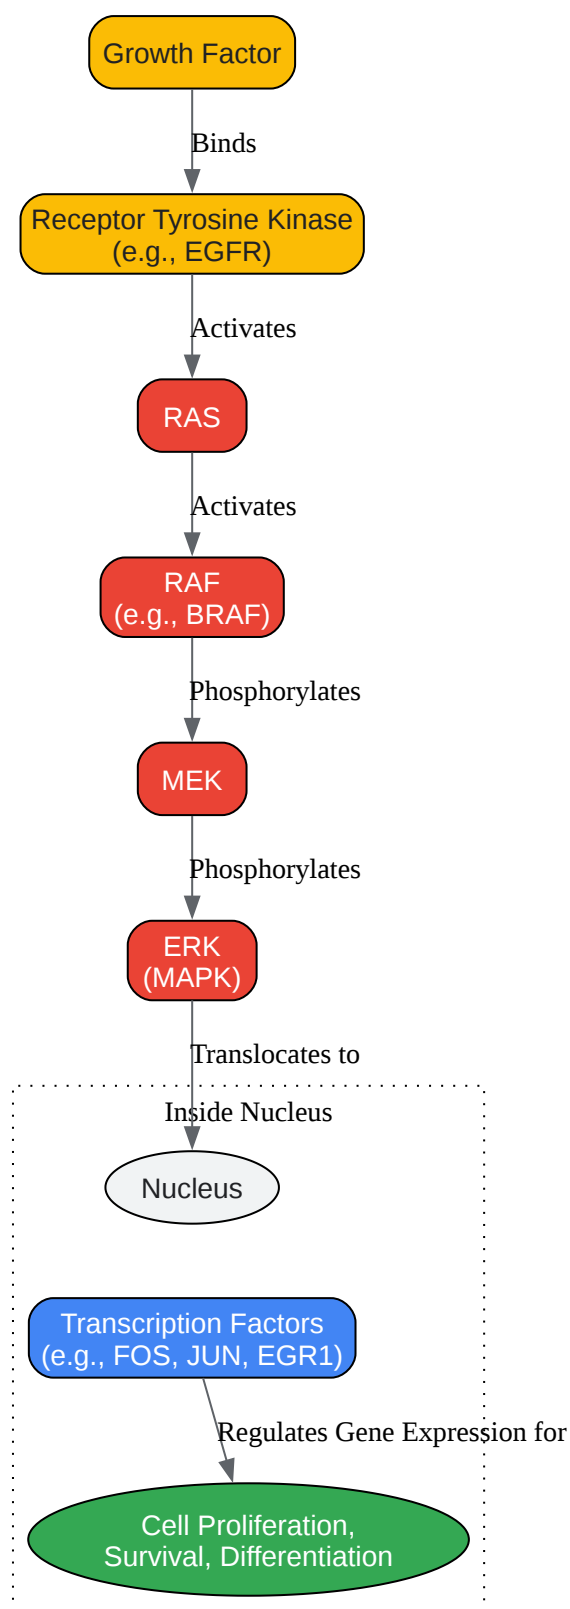 Growth Factor
Binds
Receptor Tyrosine Kinase
(e.g., EGFR)
Activates
RAS
Activates
RAF
(e.g., BRAF)
Phosphorylates
MEK
Phosphorylates
ERK
(MAPK)
Translocates to
Inside Nucleus
Nucleus
Transcription Factors
(e.g., FOS, JUN, EGR1)
Regulates Gene Expression for
Cell Proliferation,
Survival, Differentiation